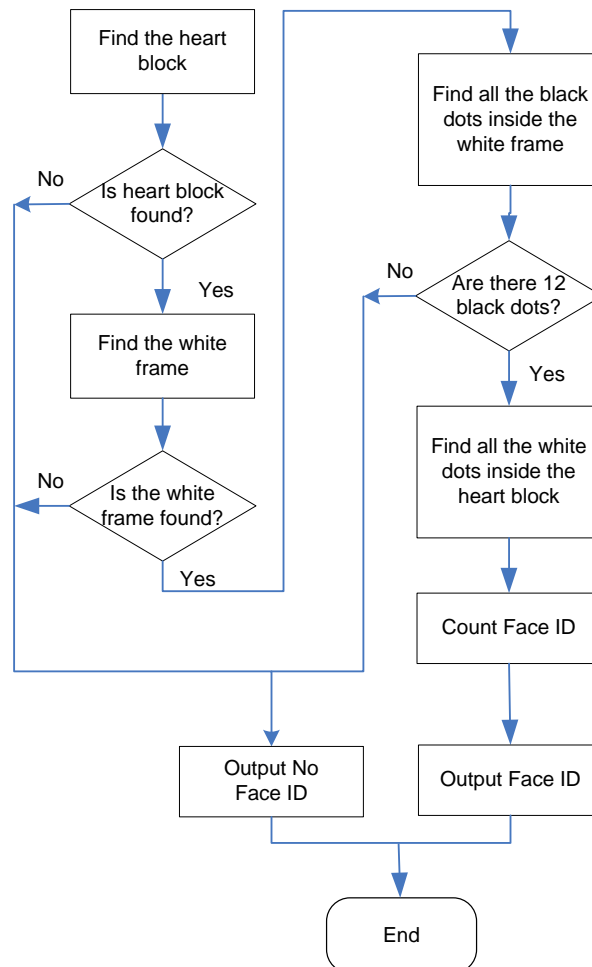 Find the heart
block
No
Is heart block
found?
Yes
Find the white
frame
No
Is the white
frame found?
Yes
Find all the black
dots inside the
white frame
No
Are there 12
black dots?
Yes
Find all the white
dots inside the
heart block
Count Face ID
Output No
Face ID
Output Face ID
End